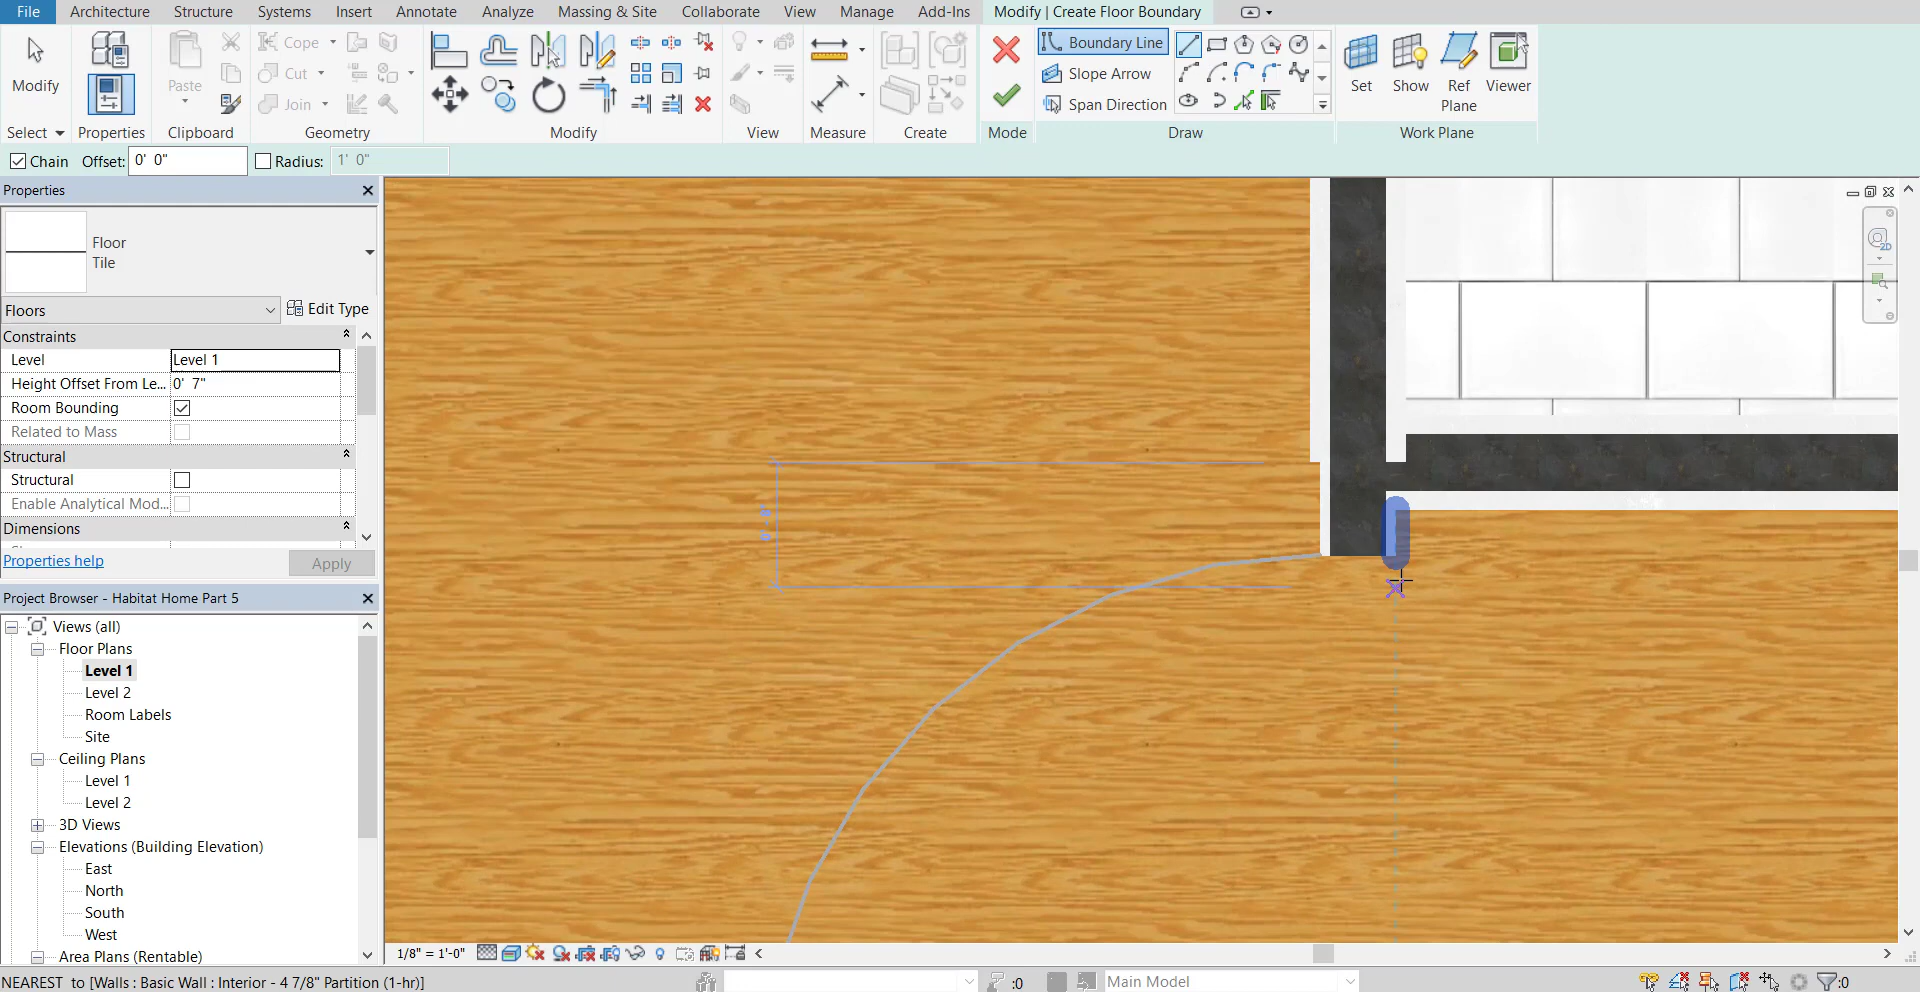 File Architecture Structure Systems Insert Annotate Analyze Massing & Site Collaborate View Manage Add-Ins Modify | Create Floor Boundary
Modify
Paste
Cope
Cut
Join
Boundary Line
Slope Arrow
Span Direction
Set
Show
Ref
Plane
Viewer
Select Properties Clipboard Geometry Modify View Measure Create Mode Draw Work Plane
Chain Offset: 0' 0" Radius: 1' 0"
Properties
Floor
Tile
Floors Edit Type
Constraints
Level Level 1
Height Offset From Le... 0' 7"
Room Bounding
Related to Mass
Structural
Structural
Enable Analytical Mod...
Dimensions
Properties help Apply
Project Browser - Habitat Home Part 5
Views (all)
Floor Plans
Level 1
Level 2
Room Labels
Site
Ceiling Plans
Level 1
Level 2
3D Views
Elevations (Building Elevation)
East
North
South
West
Area Plans (Rentable)
2D
1/8" = 1'-0"
NEAREST to [Walls : Basic Wall : Interior - 4 7/8" Partition (1-hr)]
:0
Main Model
:0